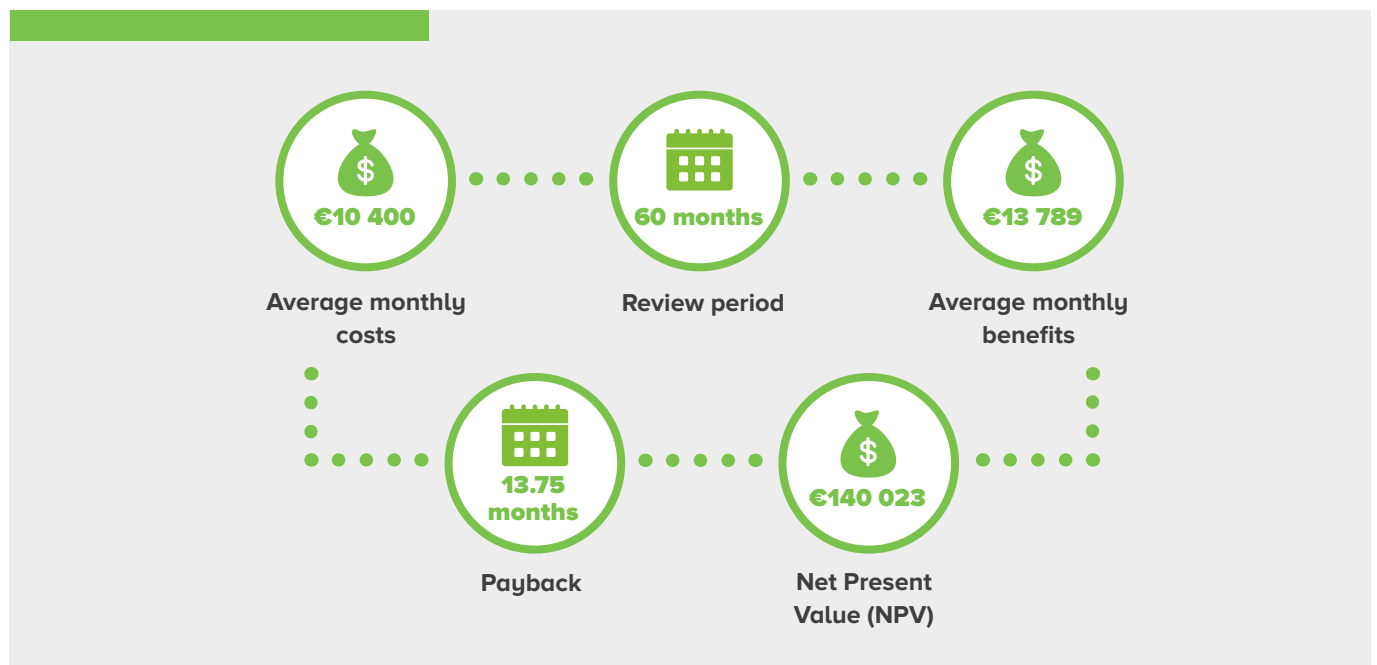 €10 400
Average monthly
costs
60 months
Review period
€13 789
Average monthly
benefits
13.75
months
Payback
€140 023
Net Present
Value (NPV)